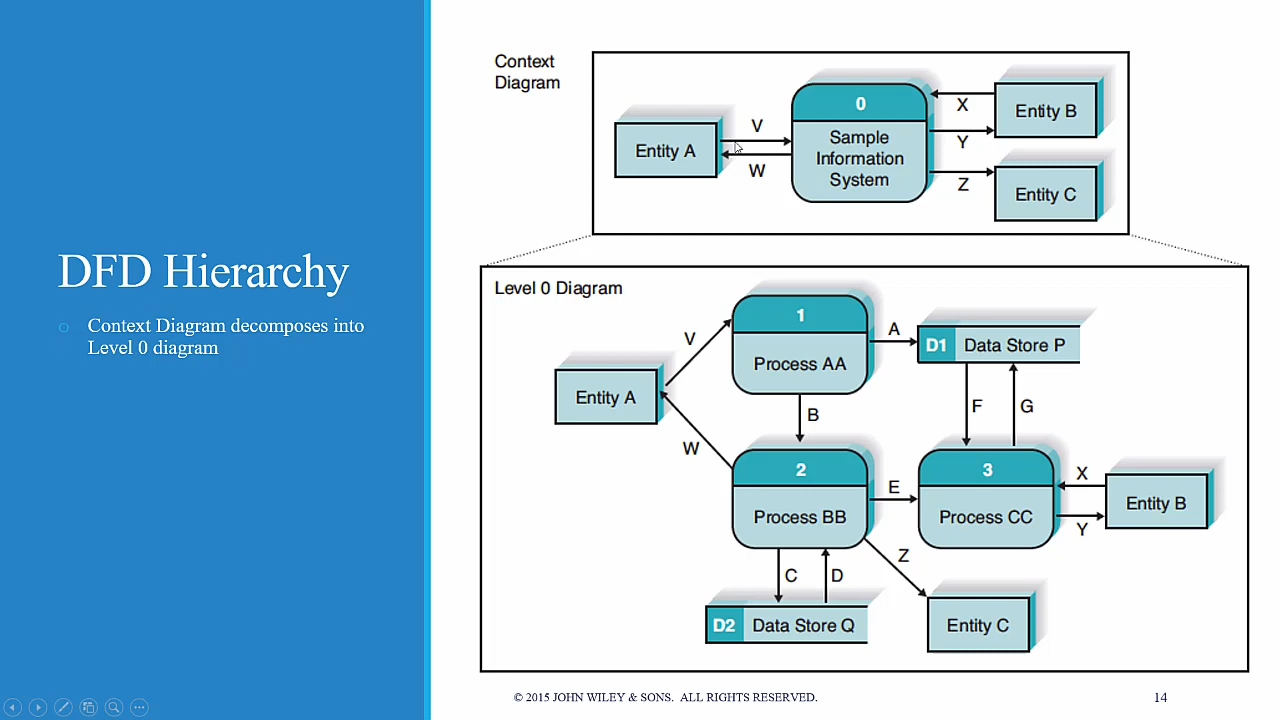 DFD Hierarchy
Context Diagram decomposes into
Level 0 diagram
Context
Diagram
Entity A
V
W
0
Sample
Information
System
X
Y
Z
Entity B
Entity C
Level 0 Diagram
Entity A
V
W
1
Process AA
A
D1 Data Store P
B
F
G
2
Process BB
E
3
Process CC
X
Y
Entity B
C
D
Z
D2 Data Store Q
Entity C
© 2015 JOHN WILEY & SONS. ALL RIGHTS RESERVED.
14